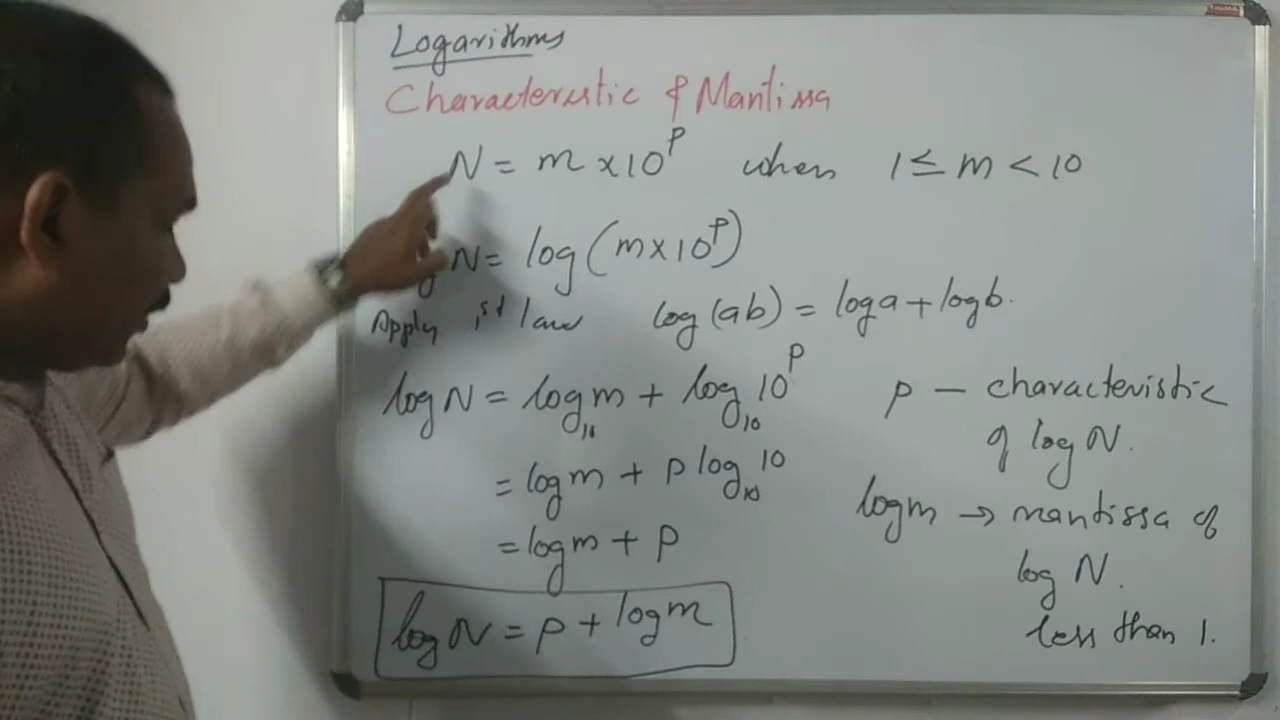 Logarithms
Characteristic & Mantissa
N = m × 10^p when 1 ≤ m < 10
N = log (m × 10^p)
Apply 1st law log (ab) = log a + log b.
log N = log₁₀ m + log₁₀ 10^p
= log m + p log₁₀ 10
= log m + p
log N = p + log m
p – characteristic
of log N.
log m → mantissa of
log N.
less than 1.